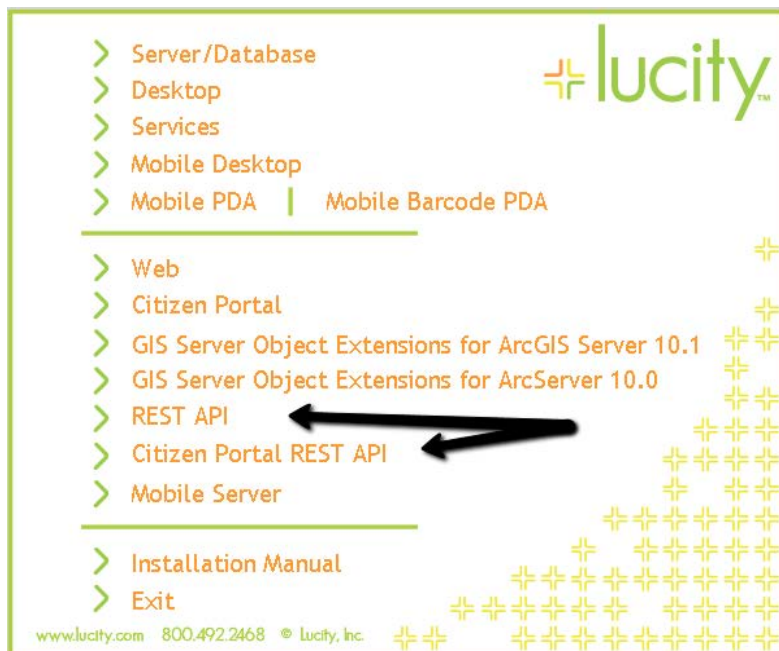 lucity™
Server/Database
Desktop
Services
Mobile Desktop
Mobile PDA | Mobile Barcode PDA
Web
Citizen Portal
GIS Server Object Extensions for ArcGIS Server 10.1
GIS Server Object Extensions for ArcServer 10.0
REST API
Citizen Portal REST API
Mobile Server
Installation Manual
Exit
www.lucity.com 800.492.2468 © Lucity, Inc.